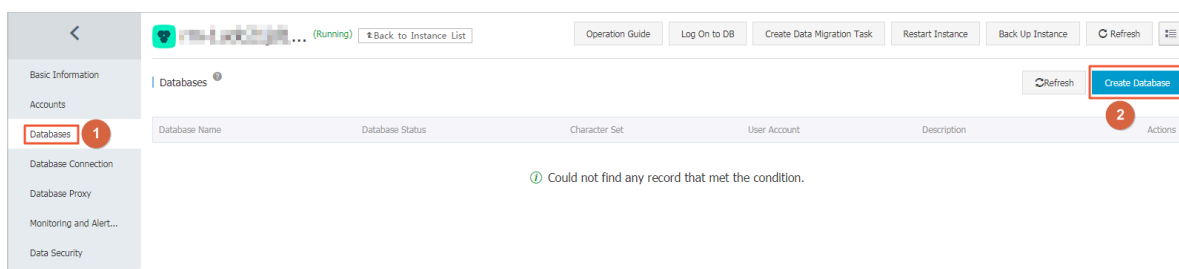 ... (Running) Back to Instance List Operation Guide Log On to DB Create Data Migration Task Restart Instance Back Up Instance Refresh
Basic Information
Databases Refresh Create Database
Accounts
Databases 1
2
Database Name Database Status Character Set User Account Description Actions
Database Connection
Could not find any record that met the condition.
Database Proxy
Monitoring and Alert...
Data Security